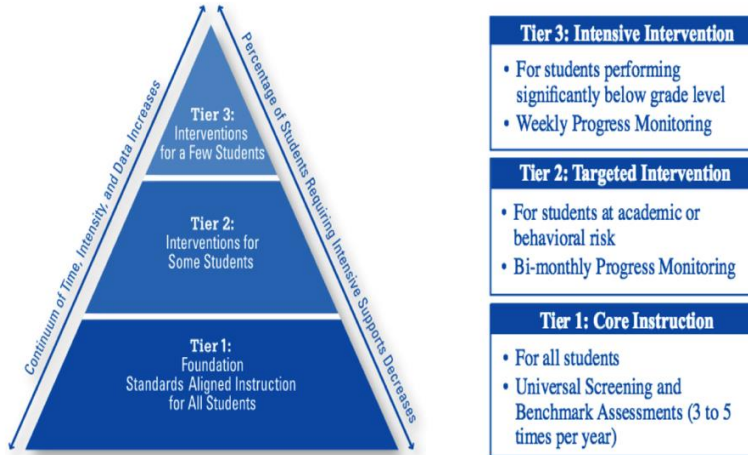 Continuum of Time, Intensity, and Data Increases
Percentage of Students Requiring Intensive Supports Decreases
Tier 3:
Interventions
for a Few Students
Tier 2:
Interventions for
Some Students
Tier 1:
Foundation
Standards Aligned Instruction
for All Students
Tier 3: Intensive Intervention
• For students performing
significantly below grade level
• Weekly Progress Monitoring
Tier 2: Targeted Intervention
• For students at academic or
behavioral risk
• Bi-monthly Progress Monitoring
Tier 1: Core Instruction
• For all students
• Universal Screening and
Benchmark Assessments (3 to 5
times per year)